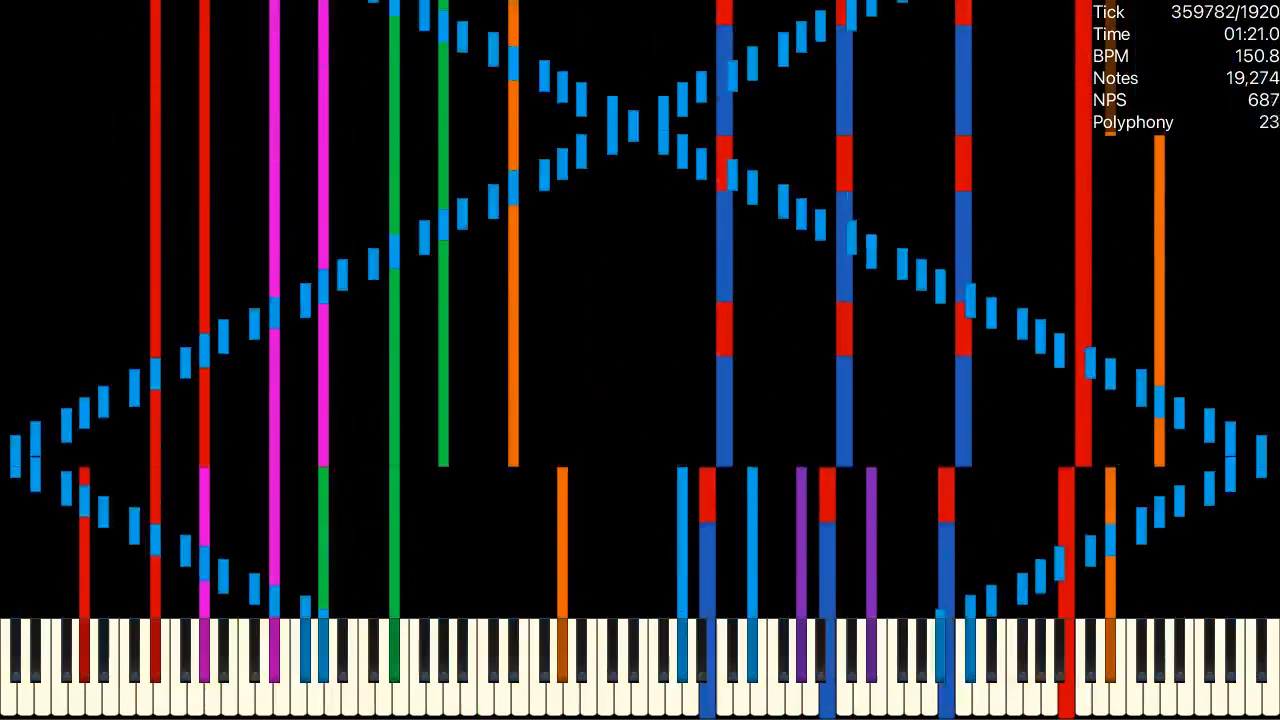 Tick 359782/1920
Time 01:21.0
BPM 150.8
Notes 19,274
NPS 687
Polyphony 23